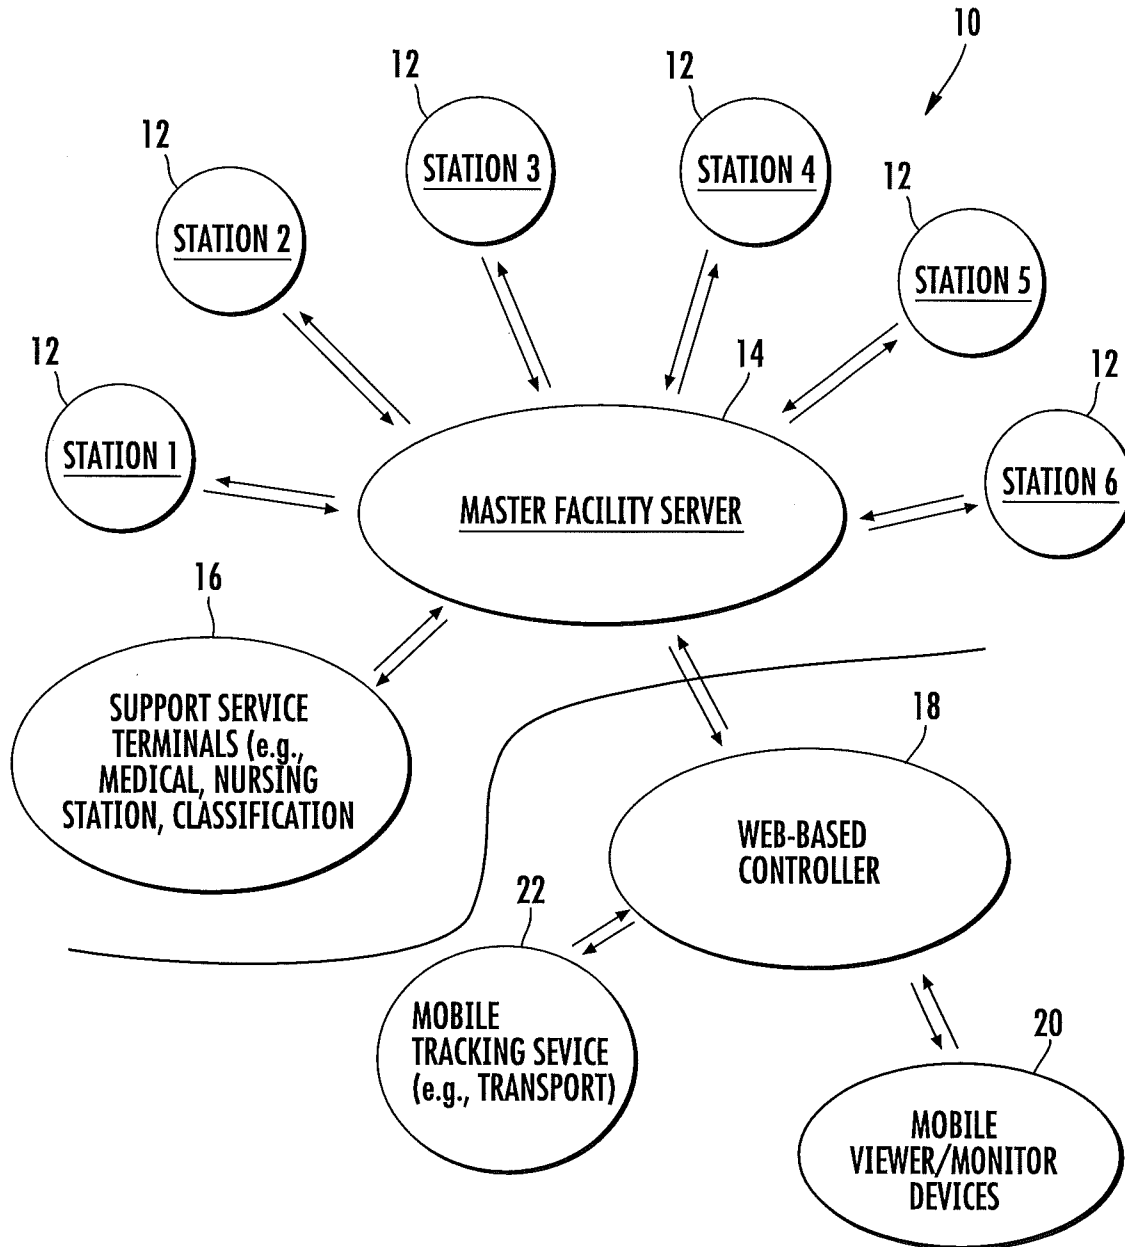 10
12
12
12
STATION 3
STATION 4
12
12
STATION 2
STATION 5
12
14
12
STATION 1
STATION 6
MASTER FACILITY SERVER
16
SUPPORT SERVICE
TERMINALS (e.g.,
MEDICAL, NURSING
STATION, CLASSIFICATION
18
WEB-BASED
CONTROLLER
22
MOBILE
TRACKING SEVICE
(e.g., TRANSPORT)
20
MOBILE
VIEWER/MONITOR
DEVICES